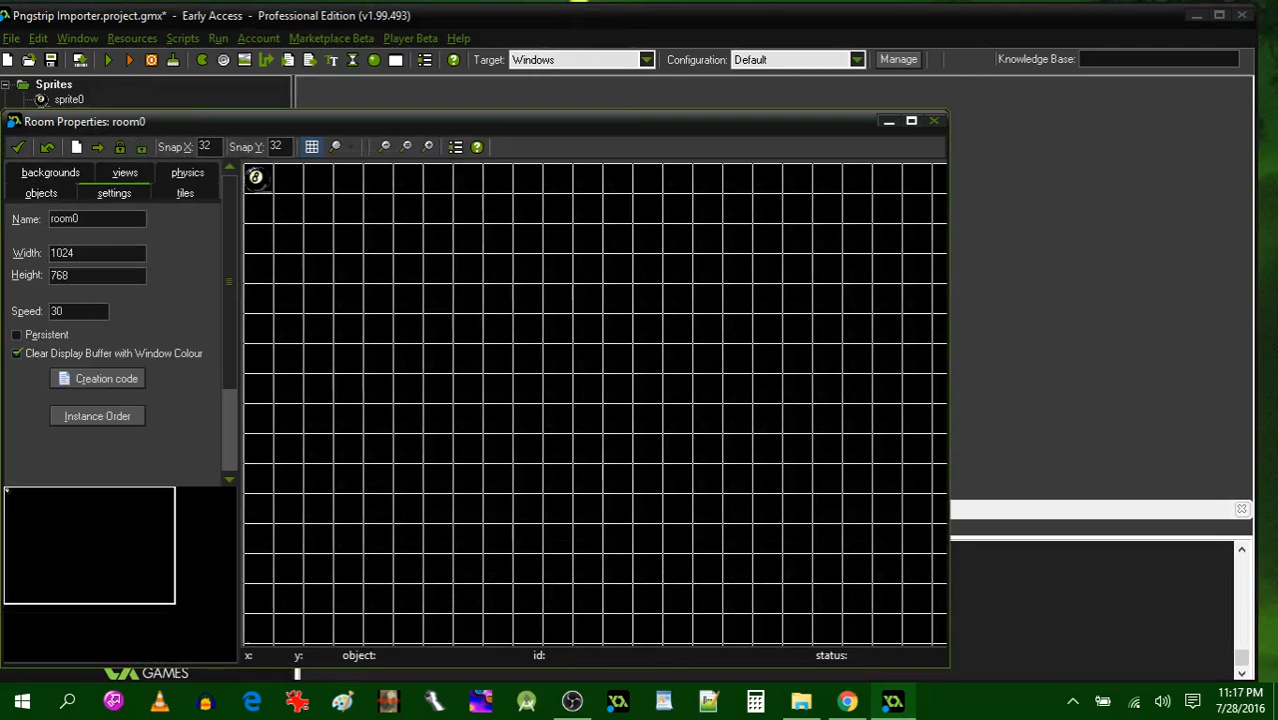 Pngstrip Importer.project.gmx* - Early Access - Professional Edition (v1.99.493)
File Edit Window Resources Scripts Run Account Marketplace Beta Player Beta Help
Target: Windows Configuration: Default Manage Knowledge Base:
Sprites
sprite0
Room Properties: room0
Snap X: 32 Snap Y: 32
backgrounds views physics
objects settings tiles
8
Name: room0
Width: 1024
Height: 768
Speed: 30
Persistent
Clear Display Buffer with Window Colour
Creation code
Instance Order
x: y: object: id: status:
GAMES
11:17 PM
7/28/2016